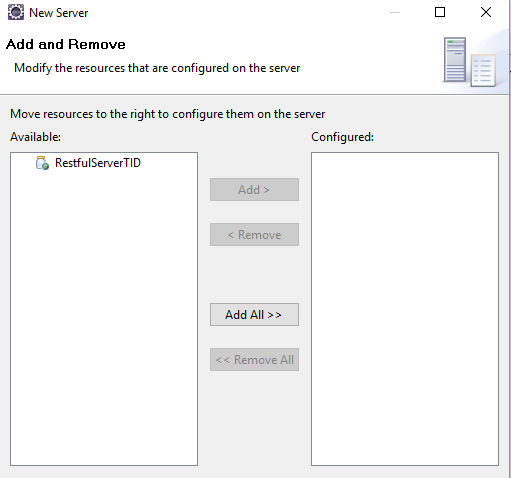 New Server
Add and Remove
Modify the resources that are configured on the server
Move resources to the right to configure them on the server
Available:
Configured:
RestfulServerTID
Add >
< Remove
Add All >>
<< Remove All